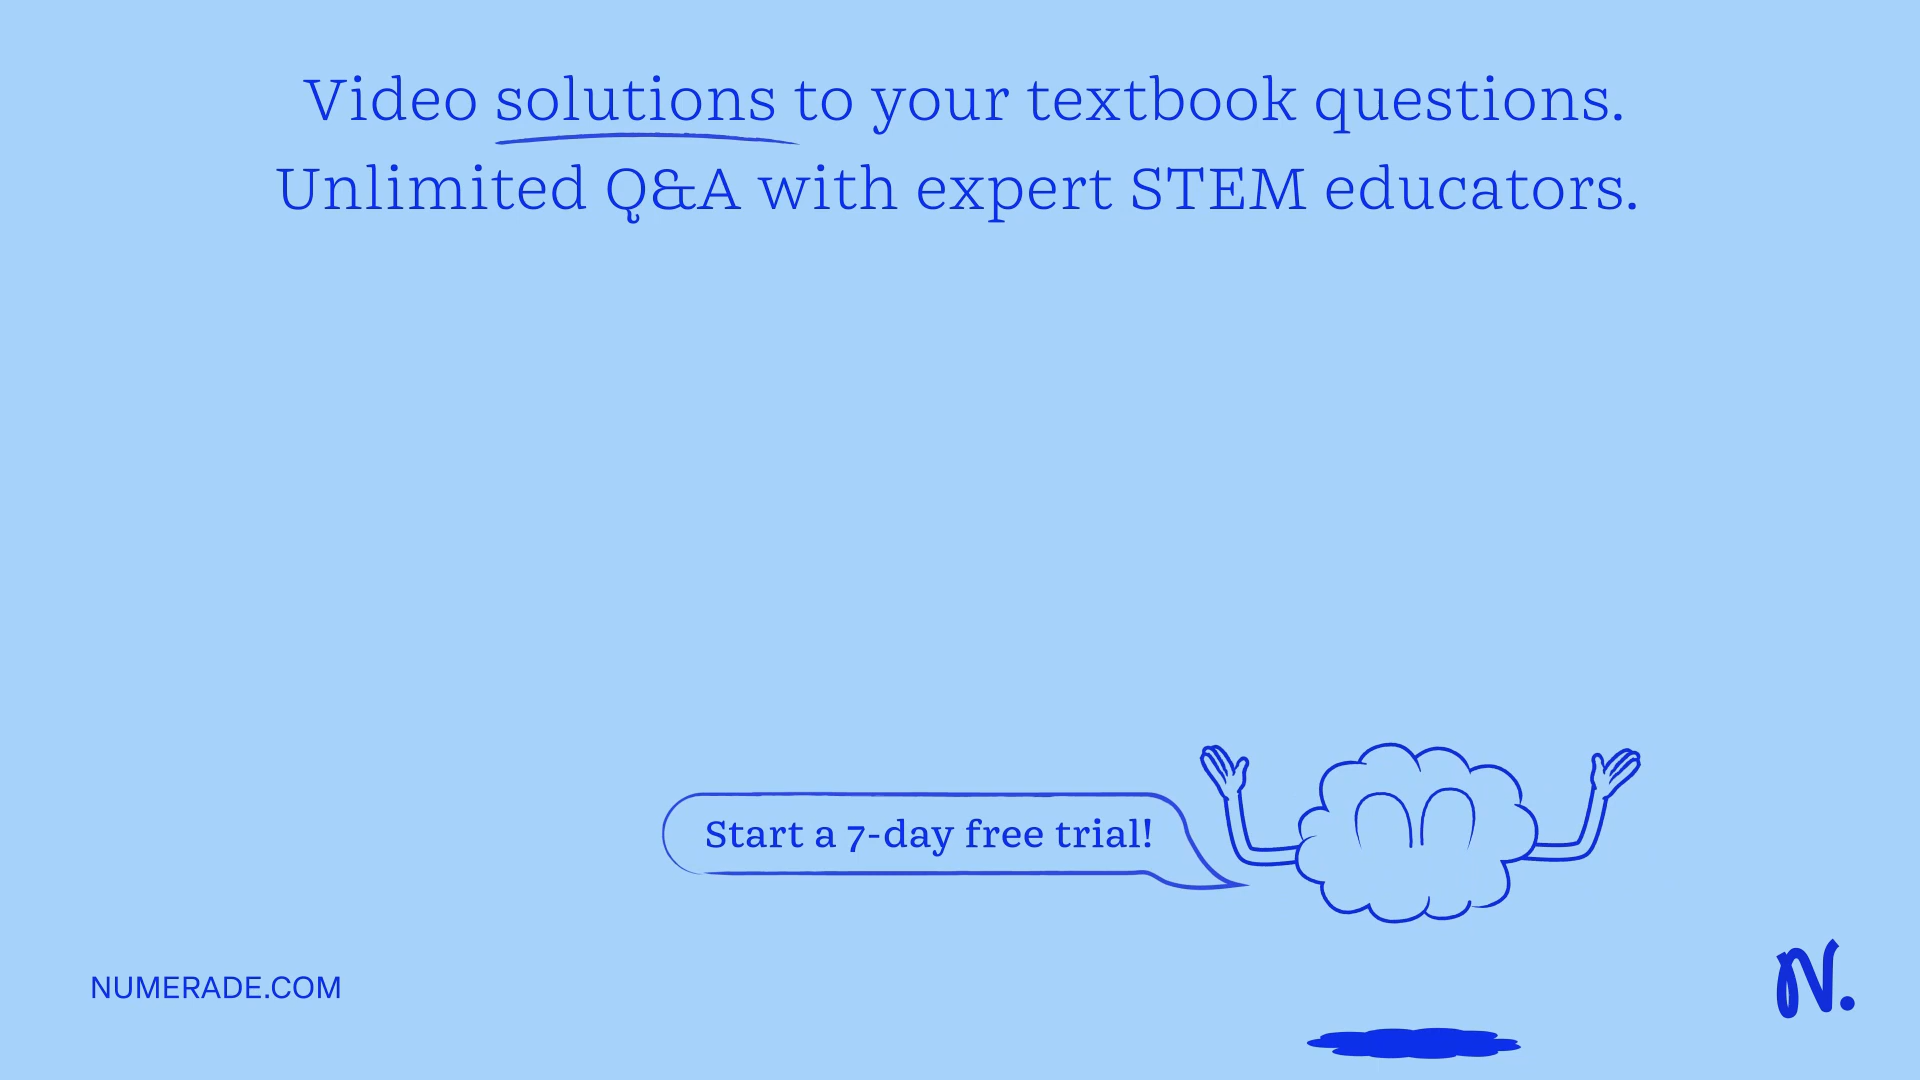 Video solutions to your textbook questions.
Unlimited Q&A with expert STEM educators.
Start a 7-day free trial!
NUMERADE.COM
N.